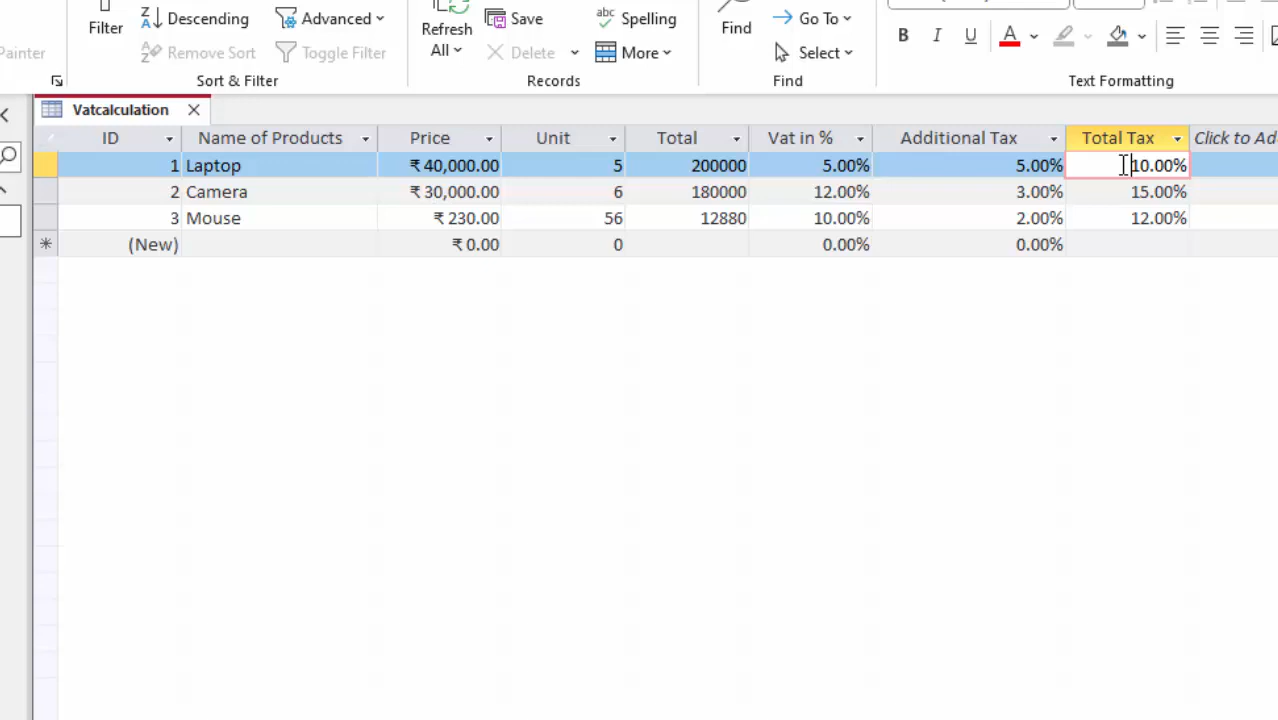 Descending
Advanced
Save
Spelling
Go To
Painter
Filter
Remove Sort
Toggle Filter
Refresh
All
Delete
More
Find
Select
B I U A
Sort & Filter
Records
Find
Text Formatting
Vatcalculation
ID Name of Products Price Unit Total Vat in % Additional Tax Total Tax Click to Ad
1 Laptop ₹ 40,000.00 5 200000 5.00% 5.00% 10.00%
2 Camera ₹ 30,000.00 6 180000 12.00% 3.00% 15.00%
3 Mouse ₹ 230.00 56 12880 10.00% 2.00% 12.00%
* (New) ₹ 0.00 0 0.00% 0.00%